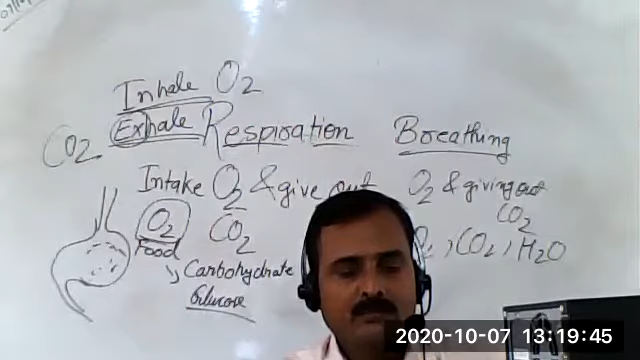 Inhale O2
Exhale Respiration
CO2
Breathing
Intake O2 & give out
CO2
O2
Food
Carbohydrate
Glucose
O2 & giving out
CO2
, CO2, H2O
2020-10-07 13:19:45